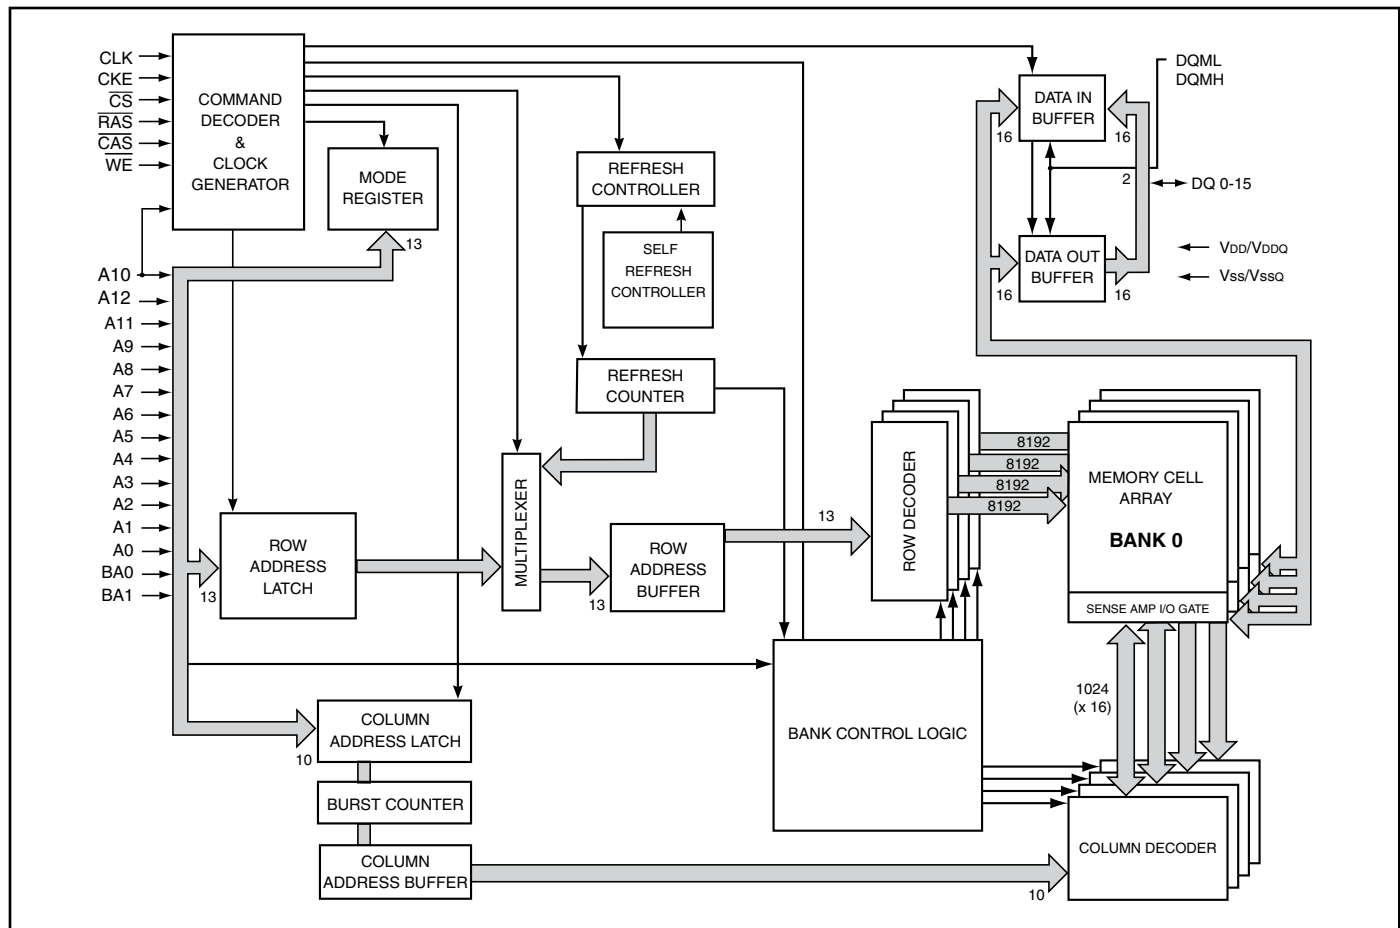 CLK
CKE
CS
RAS
CAS
WE
COMMAND
DECODER
&
CLOCK
GENERATOR
MODE
REGISTER
13
REFRESH
CONTROLLER
SELF
REFRESH
CONTROLLER
REFRESH
COUNTER
DATA IN
BUFFER
16
16
DQML
DQMH
2
DQ 0-15
DATA OUT
BUFFER
16
16
VDD/VDDQ
Vss/VssQ
A10
A12
A11
A9
A8
A7
A6
A5
A4
A3
A2
A1
A0
BA0
BA1
13
ROW
ADDRESS
LATCH
MULTIPLEXER
13
ROW
ADDRESS
BUFFER
13
ROW DECODER
8192
8192
8192
8192
MEMORY CELL
ARRAY
BANK 0
SENSE AMP I/O GATE
1024
(x 16)
BANK CONTROL LOGIC
10
COLUMN
ADDRESS LATCH
BURST COUNTER
COLUMN
ADDRESS BUFFER
10
COLUMN DECODER